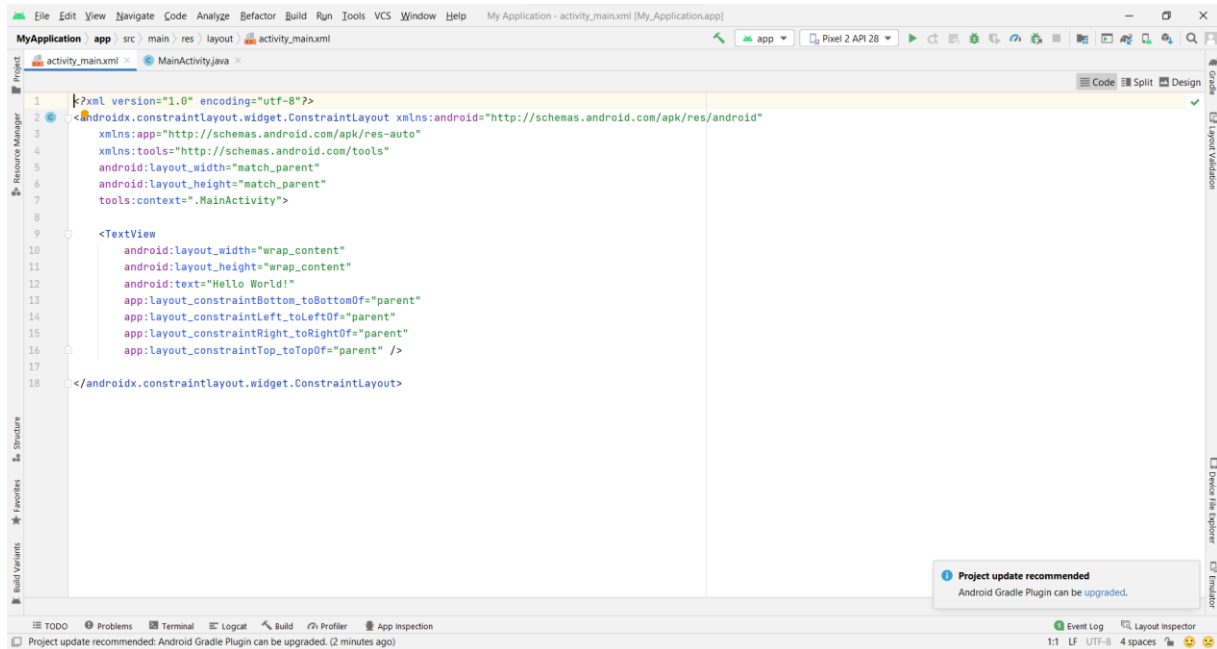 File Edit View Navigate Code Analyze Refactor Build Run Tools VCS Window Help My Application - activity_main.xml [My_Application.app]
MyApplication app src main res layout activity_main.xml app Pixel 2 API 28
activity_main.xml MainActivity.java
Code Split Design
1 <?xml version="1.0" encoding="utf-8"?>
2 <androidx.constraintlayout.widget.ConstraintLayout xmlns:android="http://schemas.android.com/apk/res/android"
3 xmlns:app="http://schemas.android.com/apk/res-auto"
4 xmlns:tools="http://schemas.android.com/tools"
5 android:layout_width="match_parent"
6 android:layout_height="match_parent"
7 tools:context=".MainActivity">
8
9 <TextView
10 android:layout_width="wrap_content"
11 android:layout_height="wrap_content"
12 android:text="Hello World!"
13 app:layout_constraintBottom_toBottomOf="parent"
14 app:layout_constraintLeft_toLeftOf="parent"
15 app:layout_constraintRight_toRightOf="parent"
16 app:layout_constraintTop_toTopOf="parent" />
17
18 </androidx.constraintlayout.widget.ConstraintLayout>
Project
Resource Manager
Structure
Favorites
Build Variants
Gradle
Layout Validation
Device File Explorer
Emulator
Project update recommended
Android Gradle Plugin can be upgraded.
TODO Problems Terminal Logcat Build Profiler App Inspection 1 Event Log Layout Inspector
Project update recommended: Android Gradle Plugin can be upgraded. (2 minutes ago) 1:1 LF UTF-8 4 spaces